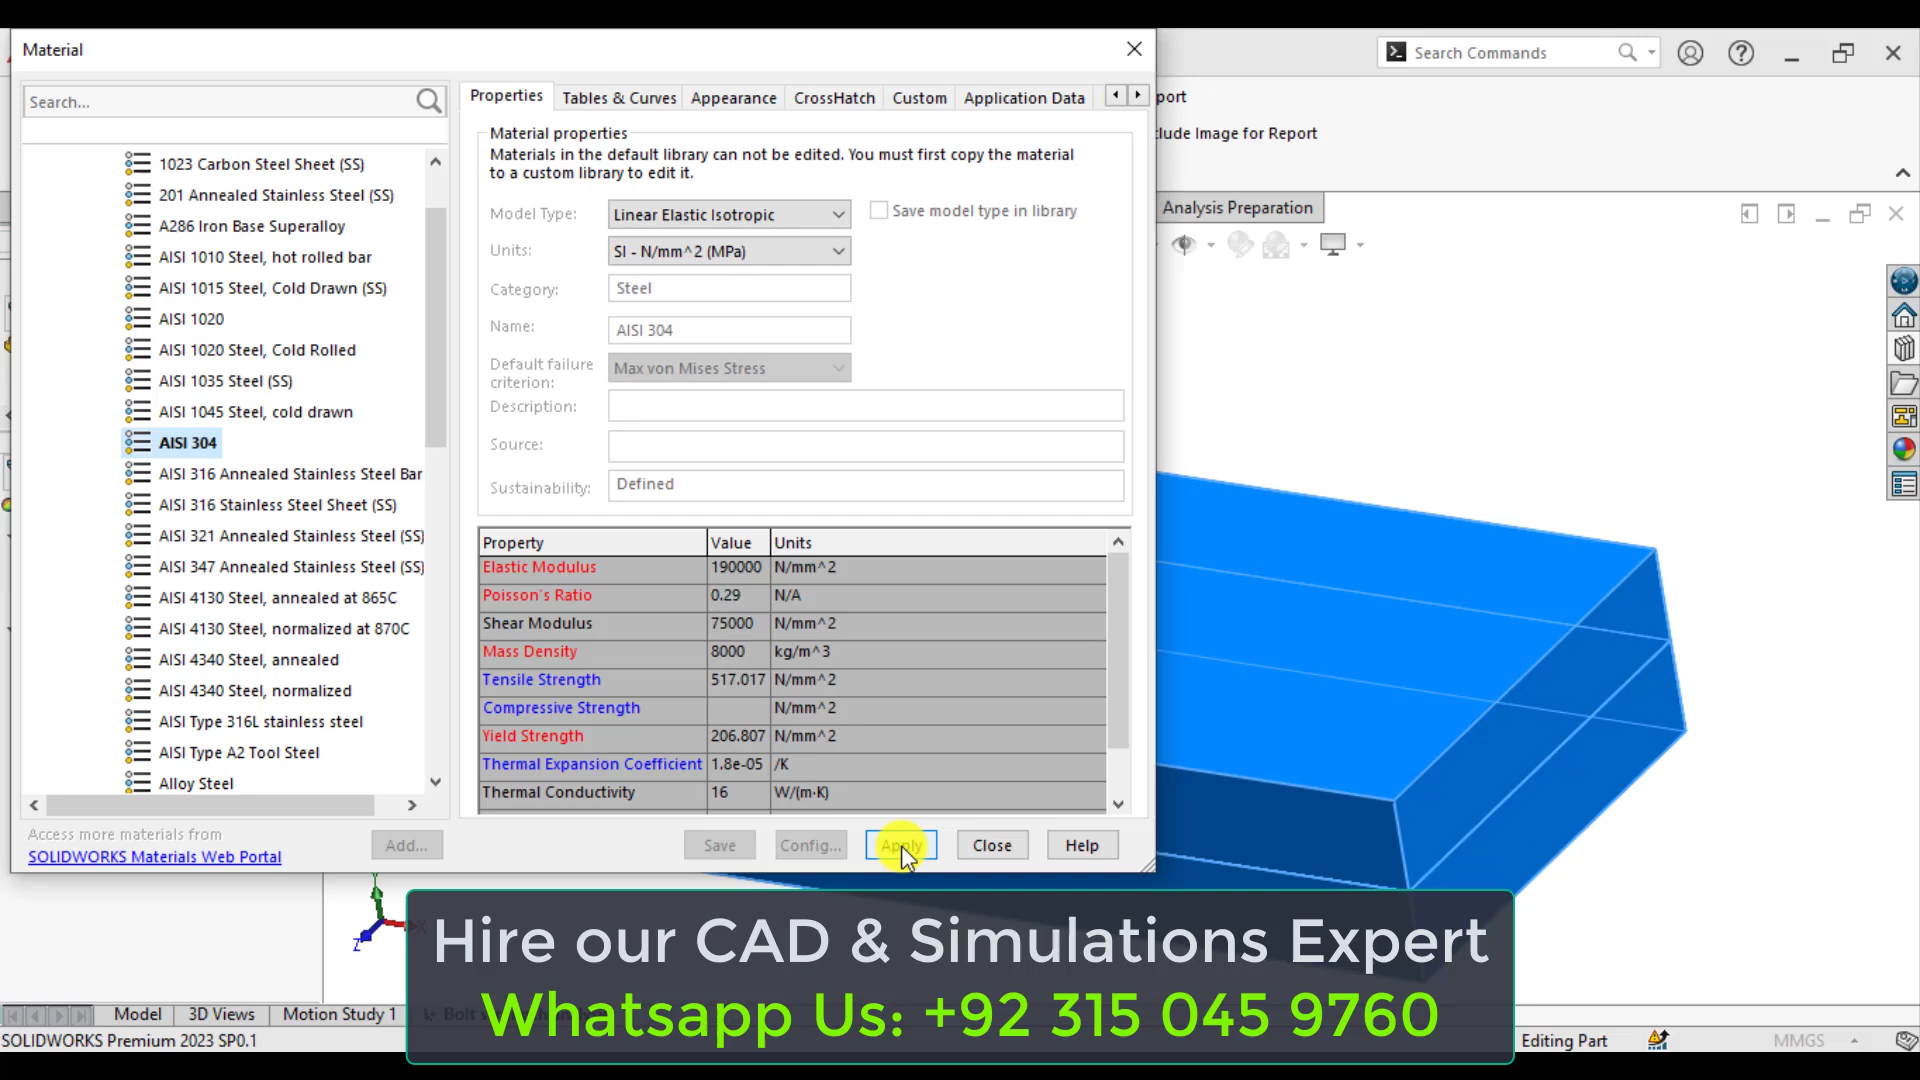 Material
Search...
1023 Carbon Steel Sheet (SS)
201 Annealed Stainless Steel (SS)
A286 Iron Base Superalloy
AISI 1010 Steel, hot rolled bar
AISI 1015 Steel, Cold Drawn (SS)
AISI 1020
AISI 1020 Steel, Cold Rolled
AISI 1035 Steel (SS)
AISI 1045 Steel, cold drawn
AISI 304
AISI 316 Annealed Stainless Steel Bar
AISI 316 Stainless Steel Sheet (SS)
AISI 321 Annealed Stainless Steel (SS)
AISI 347 Annealed Stainless Steel (SS)
AISI 4130 Steel, annealed at 865C
AISI 4130 Steel, normalized at 870C
AISI 4340 Steel, annealed
AISI 4340 Steel, normalized
AISI Type 316L stainless steel
AISI Type A2 Tool Steel
Alloy Steel
Access more materials from
SOLIDWORKS Materials Web Portal
Add...
Properties Tables & Curves Appearance CrossHatch Custom Application Data
Material properties
Materials in the default library can not be edited. You must first copy the material
to a custom library to edit it.
Model Type: Linear Elastic Isotropic Save model type in library
Units: SI - N/mm^2 (MPa)
Category: Steel
Name: AISI 304
Default failure
criterion: Max von Mises Stress
Description:
Source:
Sustainability: Defined
Property Value Units
Elastic Modulus 190000 N/mm^2
Poisson's Ratio 0.29 N/A
Shear Modulus 75000 N/mm^2
Mass Density 8000 kg/m^3
Tensile Strength 517.017 N/mm^2
Compressive Strength N/mm^2
Yield Strength 206.807 N/mm^2
Thermal Expansion Coefficient 1.8e-05 /K
Thermal Conductivity 16 W/(m·K)
Save Config... Apply Close Help
Search Commands
port
clude Image for Report
Analysis Preparation
Z
Hire our CAD & Simulations Expert
Whatsapp Us: +92 315 045 9760
Model 3D Views Motion Study 1
SOLIDWORKS Premium 2023 SP0.1
Editing Part MMGS